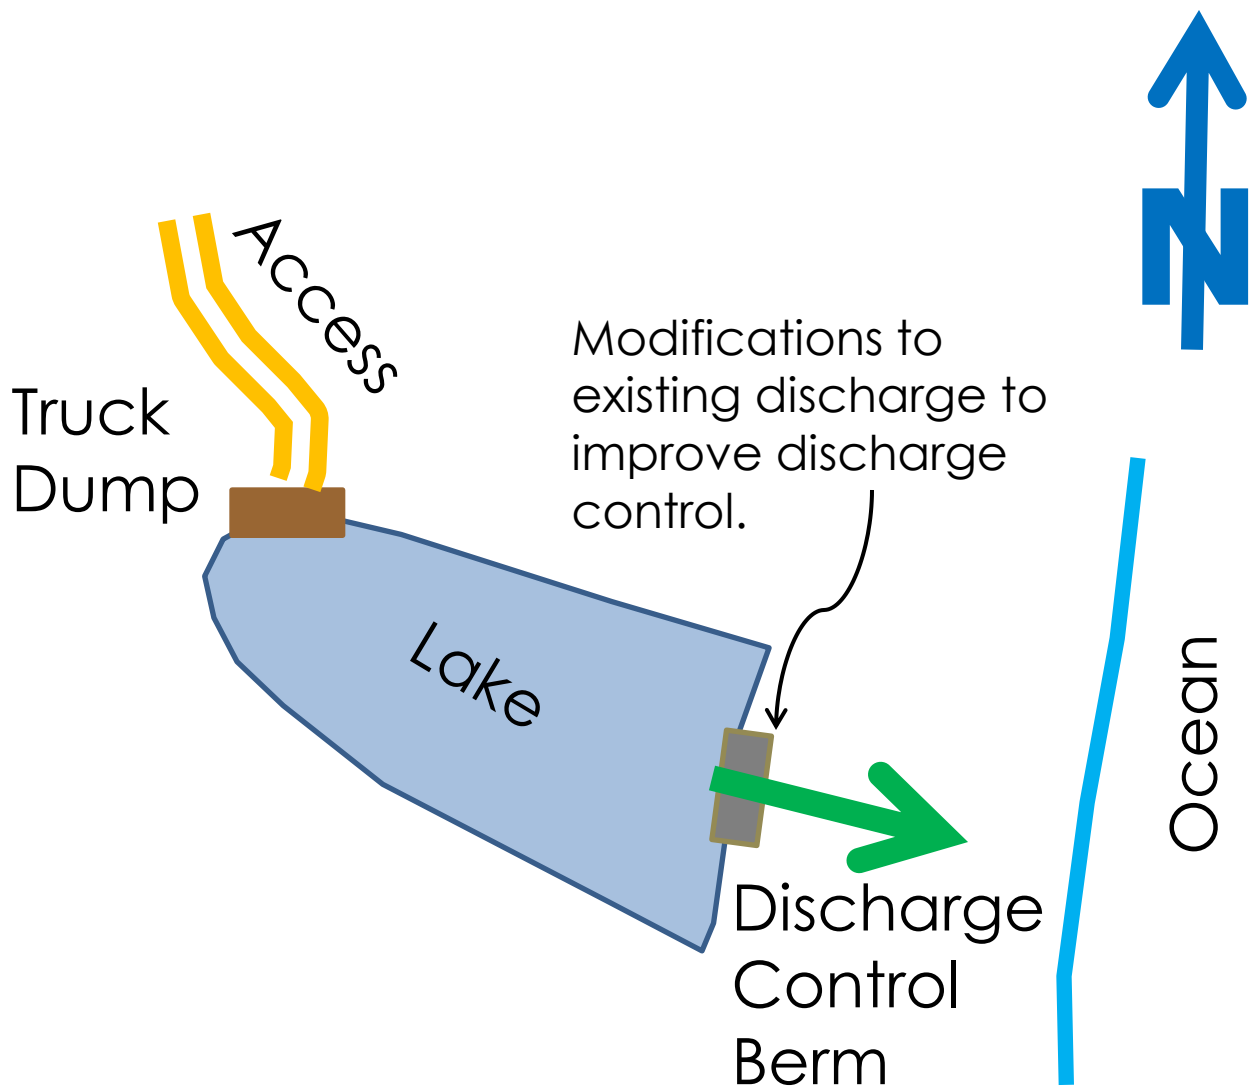 N
Access
Modifications to
existing discharge to
improve discharge
control.
Truck
Dump
Lake
Ocean
Discharge
Control
Berm